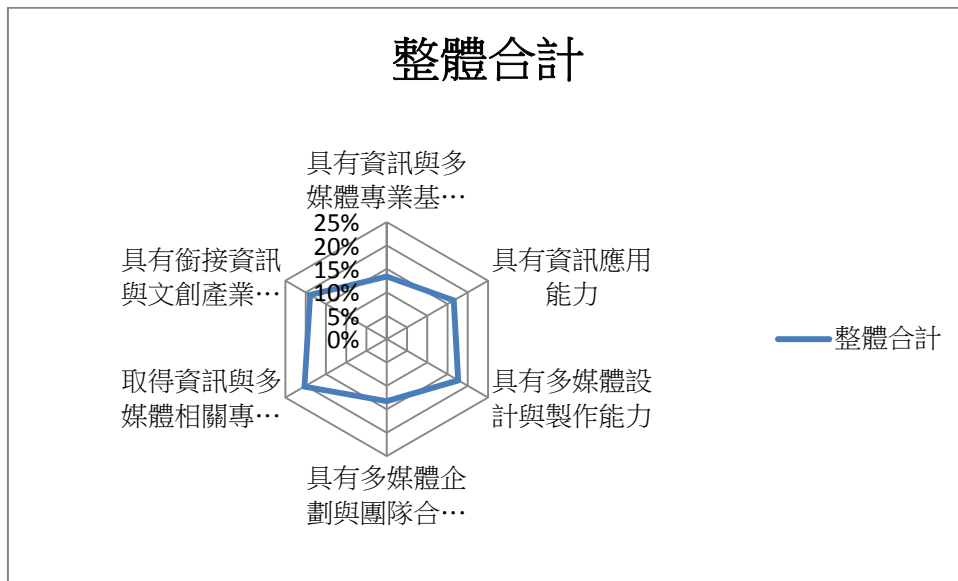 整體合計
具有資訊與多
媒體專業基…
25%
20%
15%
10%
5%
0%
具有資訊應用
能力
具有多媒體設
計與製作能力
具有多媒體企
劃與團隊合…
取得資訊與多
媒體相關專…
具有銜接資訊
與文創產業…
整體合計